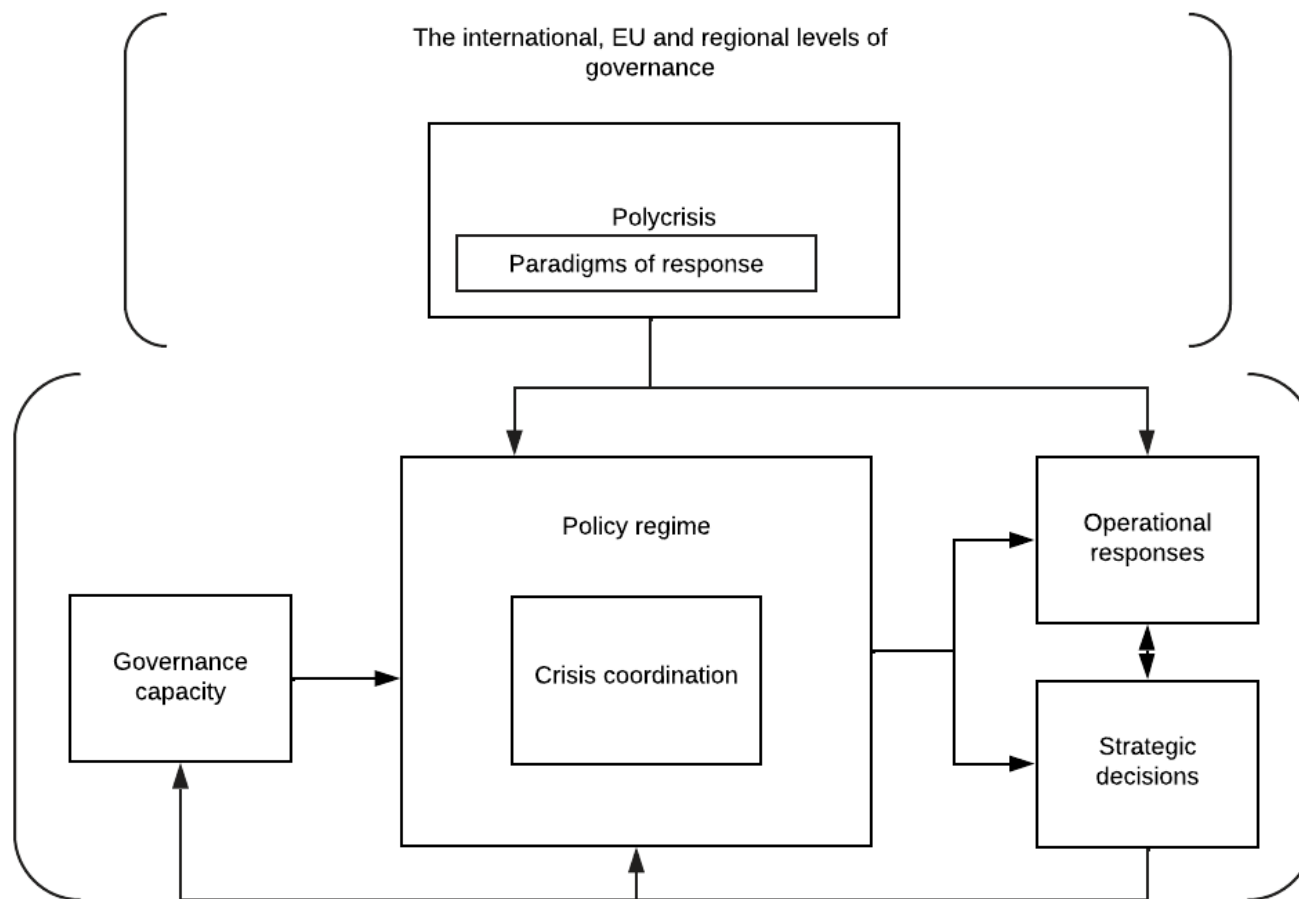 The international, EU and regional levels of
governance
Polycrisis
Paradigms of response
Policy regime
Operational
responses
Governance
capacity
Crisis coordination
Strategic
decisions